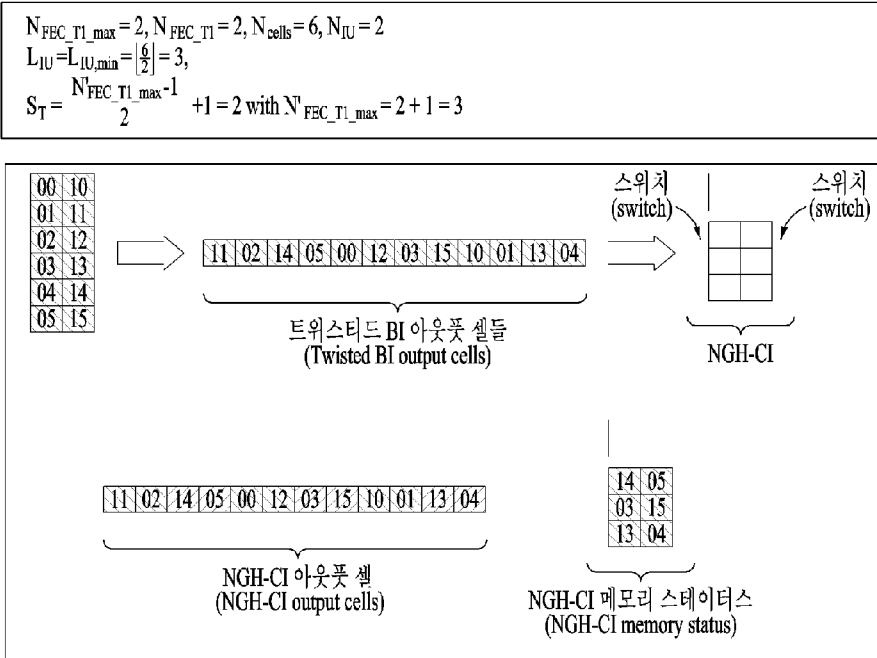 N_FEC_T1_max = 2, N_FEC_T1 = 2, N_cells = 6, N_IU = 2
L_IU = L_IU,min = ⌊6/2⌋ = 3,
S_T = (N'_FEC_T1_max - 1)/2 + 1 = 2 with N'_FEC_T1_max = 2 + 1 = 3
00 10
01 11
02 12
03 13
04 14
05 15
11 02 14 05 00 12 03 15 10 01 13 04
트위스티드 BI 아웃풋 셀들
(Twisted BI output cells)
스위치
(switch)
스위치
(switch)
NGH-CI
11 02 14 05 00 12 03 15 10 01 13 04
NGH-CI 아웃풋 셀
(NGH-CI output cells)
14 05
03 15
13 04
NGH-CI 메모리 스테이터스
(NGH-CI memory status)